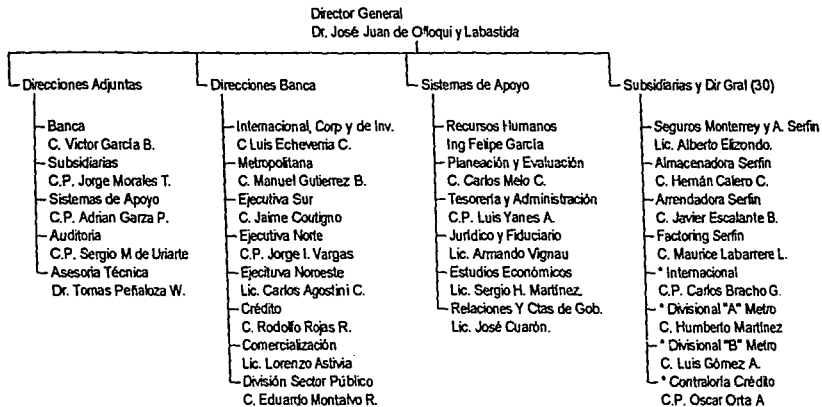 Director General
Dr. José Juan de Olloqui y Labastida
Direcciones Adjuntas
Banca
C. Victor García B.
Subsidiarias
C.P. Jorge Morales T.
Sistemas de Apoyo
C.P. Adrian Garza P.
Auditoria
C.P. Sergio M de Uriarte
Asesoria Técnica
Dr. Tomas Peñaloza W.
Direcciones Banca
Internacional, Corp y de Inv.
C Luis Echeverria C.
Metropolitana
C. Manuel Gutierrez B.
Ejecutiva Sur
C. Jaime Coutigno
Ejecutiva Norte
C.P. Jorge I. Vargas
Ejecituva Noroeste
Lic. Carlos Agostini C.
Crédito
C. Rodolfo Rojas R.
Comercialización
Lic. Lorenzo Astivia
División Sector Público
C. Eduardo Montalvo R.
Sistemas de Apoyo
Recursos Humanos
Ing Felipe García
Planeación y Evaluación
C. Carlos Melo C.
Tesorería y Administración
C.P. Luis Yanes A.
Jurídico y Fiduciario
Lic. Armando Vignau
Estudios Económicos
Lic. Sergio H. Martínez.
Relaciones Y Ctas de Gob.
Lic. José Cuarón.
Subsidiarias y Dir Gral (30)
Seguros Monterrey y A. Serfin
Lic. Alberto Elizondo.
Almacenadora Serfin
C. Hernán Calero C.
Arrendadora Serfin
C. Javier Escalante B.
Factoring Serfin
C. Maurice Labarrere L.
* Internacional
C.P. Carlos Bracho G.
* Divisional "A" Metro
C. Humberto Martínez
* Divisional "B" Metro
C. Luis Gómez A.
* Contraloría Crédito
C.P. Oscar Orta A